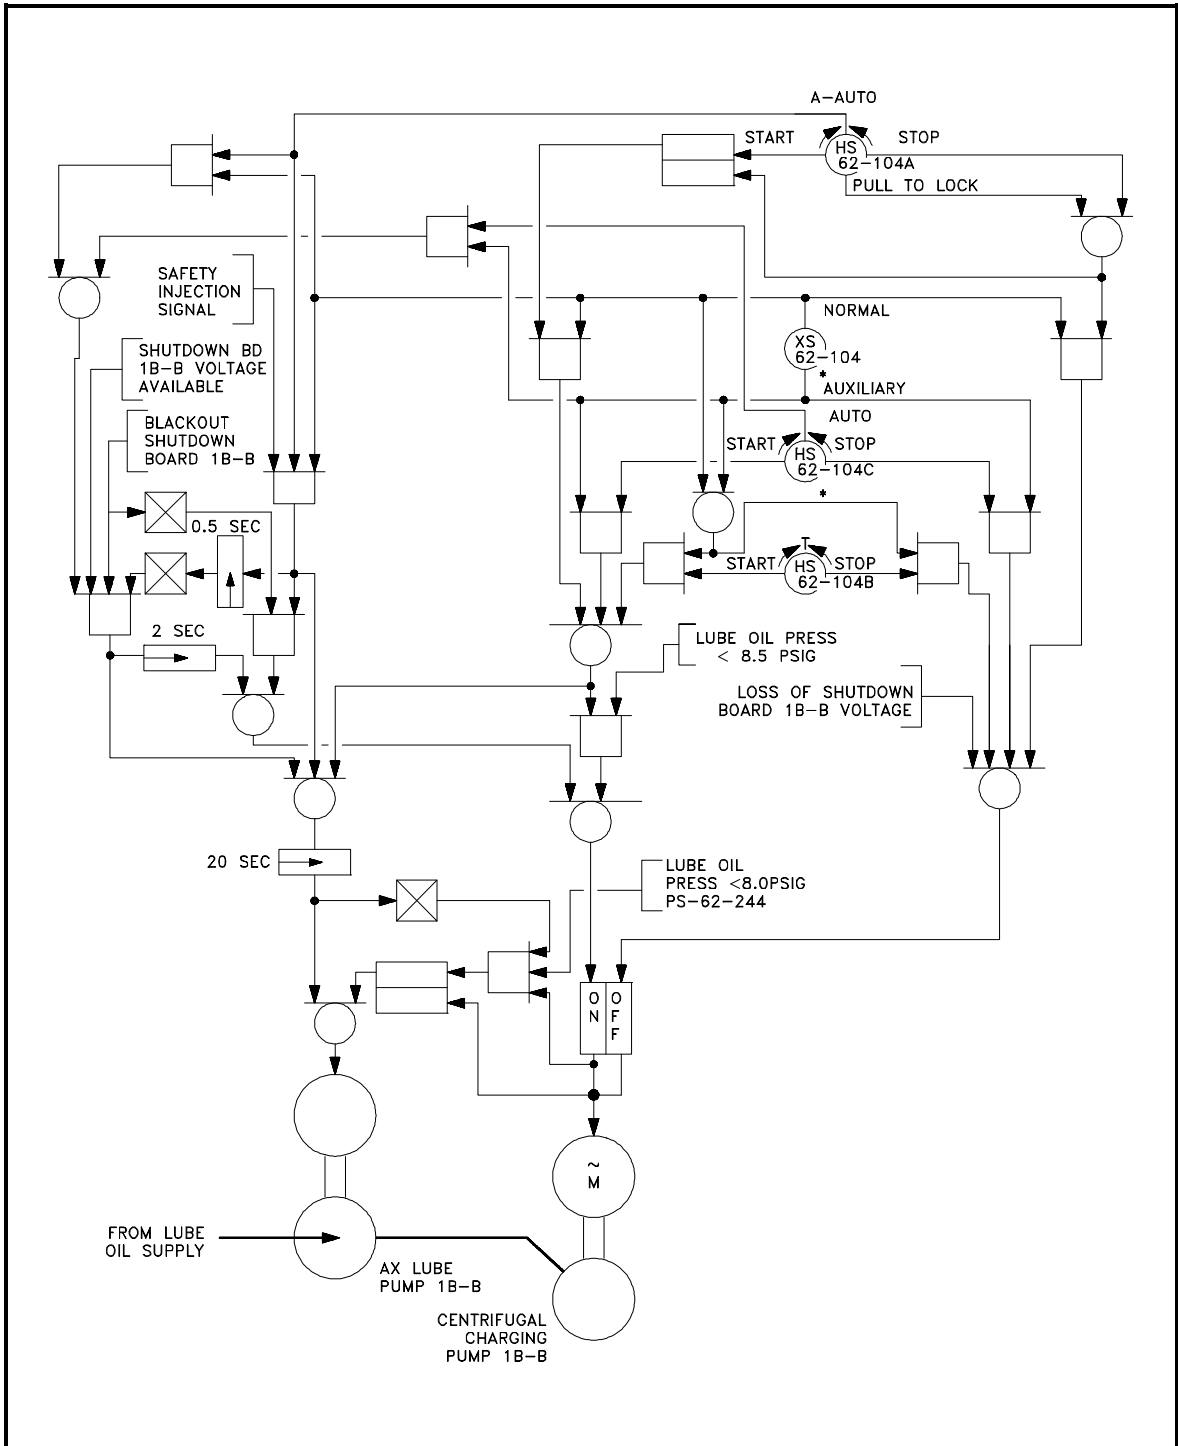 A-AUTO
START
STOP
HS
62-104A
PULL TO LOCK
SAFETY
INJECTION
SIGNAL
NORMAL
XS
62-104
*
SHUTDOWN BD
1B-B VOLTAGE
AVAILABLE
AUXILIARY
AUTO
BLACKOUT
SHUTDOWN
BOARD 1B-B
START
STOP
HS
62-104C
*
0.5 SEC
T
START
STOP
HS
62-104B
2 SEC
LUBE OIL PRESS
< 8.5 PSIG
LOSS OF SHUTDOWN
BOARD 1B-B VOLTAGE
20 SEC
LUBE OIL
PRESS <8.0PSIG
PS-62-244
ON
OFF
~
M
FROM LUBE
OIL SUPPLY
AX LUBE
PUMP 1B-B
CENTRIFUGAL
CHARGING
PUMP 1B-B